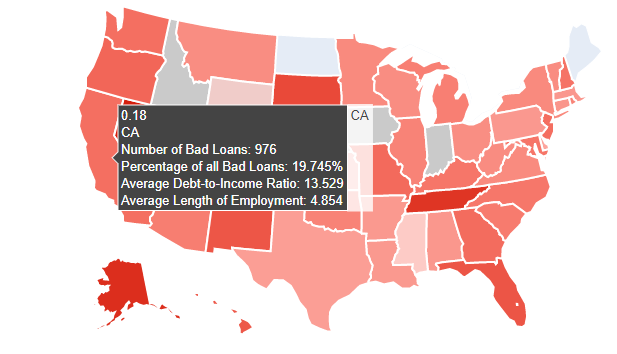 0.18
CA
CA
Number of Bad Loans: 976
Percentage of all Bad Loans: 19.745%
Average Debt-to-Income Ratio: 13.529
Average Length of Employment: 4.854